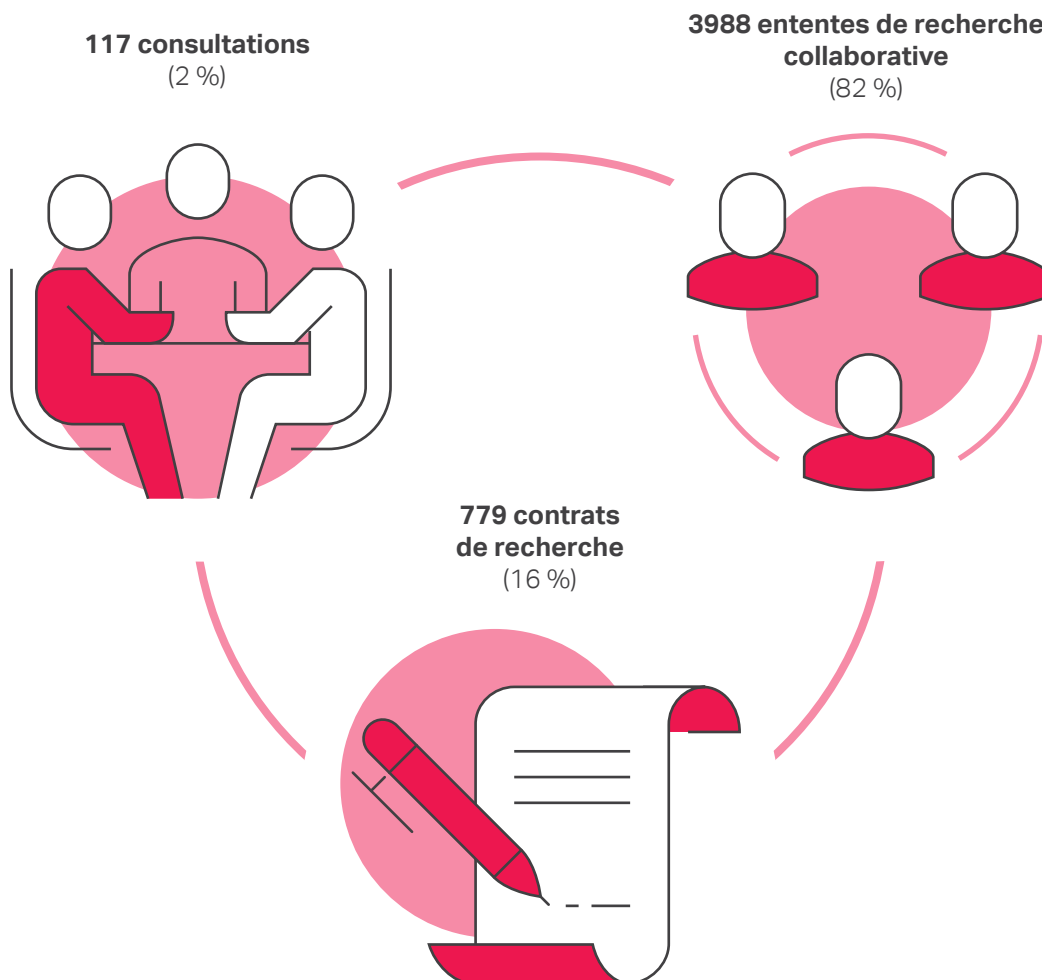 117 consultations
(2 %)
3988 ententes de recherche
collaborative
(82 %)
779 contrats
de recherche
(16 %)